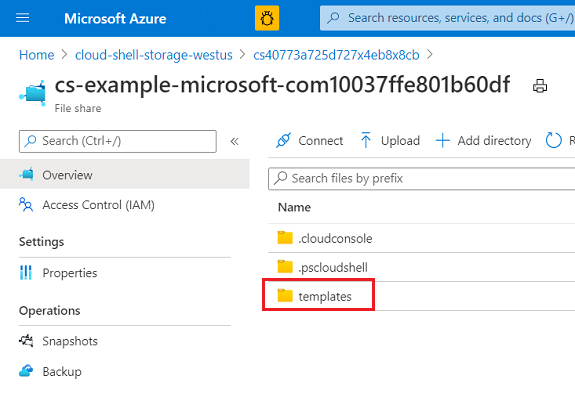 Microsoft Azure
Search resources, services, and docs (G+/)
Home > cloud-shell-storage-westus > cs40773a725d727x4eb8x8cb >
cs-example-microsoft-com10037ffe801b60df
File share
Search (Ctrl+/)
«
Connect
Upload
+ Add directory
R
Overview
Access Control (IAM)
Settings
Properties
Operations
Snapshots
Backup
Search files by prefix
Name
.cloudconsole
.pscloudshell
templates